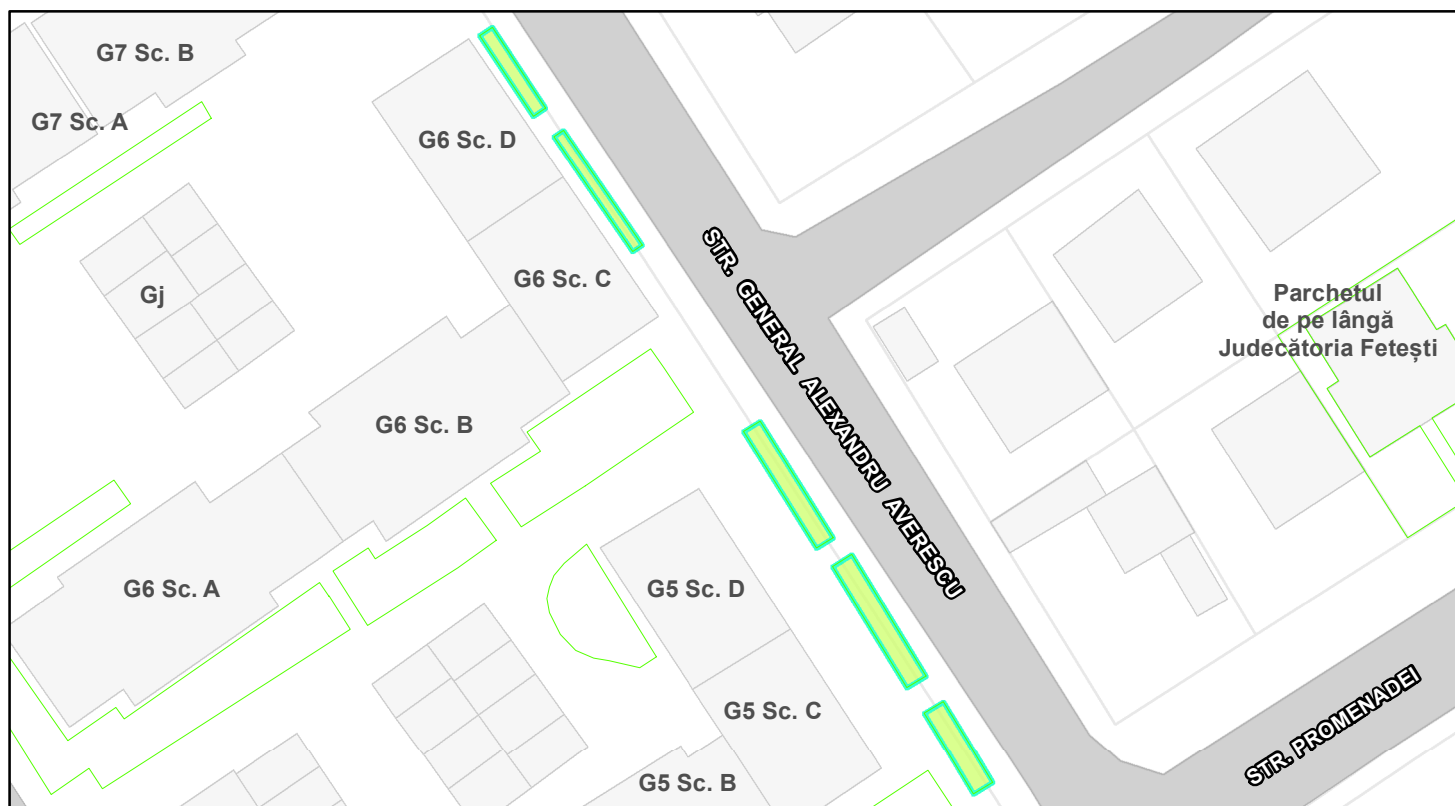 G7 Sc. B
G7 Sc. A
G6 Sc. D
G6 Sc. C
Gj
G6 Sc. B
G6 Sc. A
STR. GENERAL ALEXANDRU AVERESCU
Parchetul
de pe lângă
Judecătoria Fetești
G5 Sc. D
G5 Sc. C
G5 Sc. B
STR. PROMENADEI